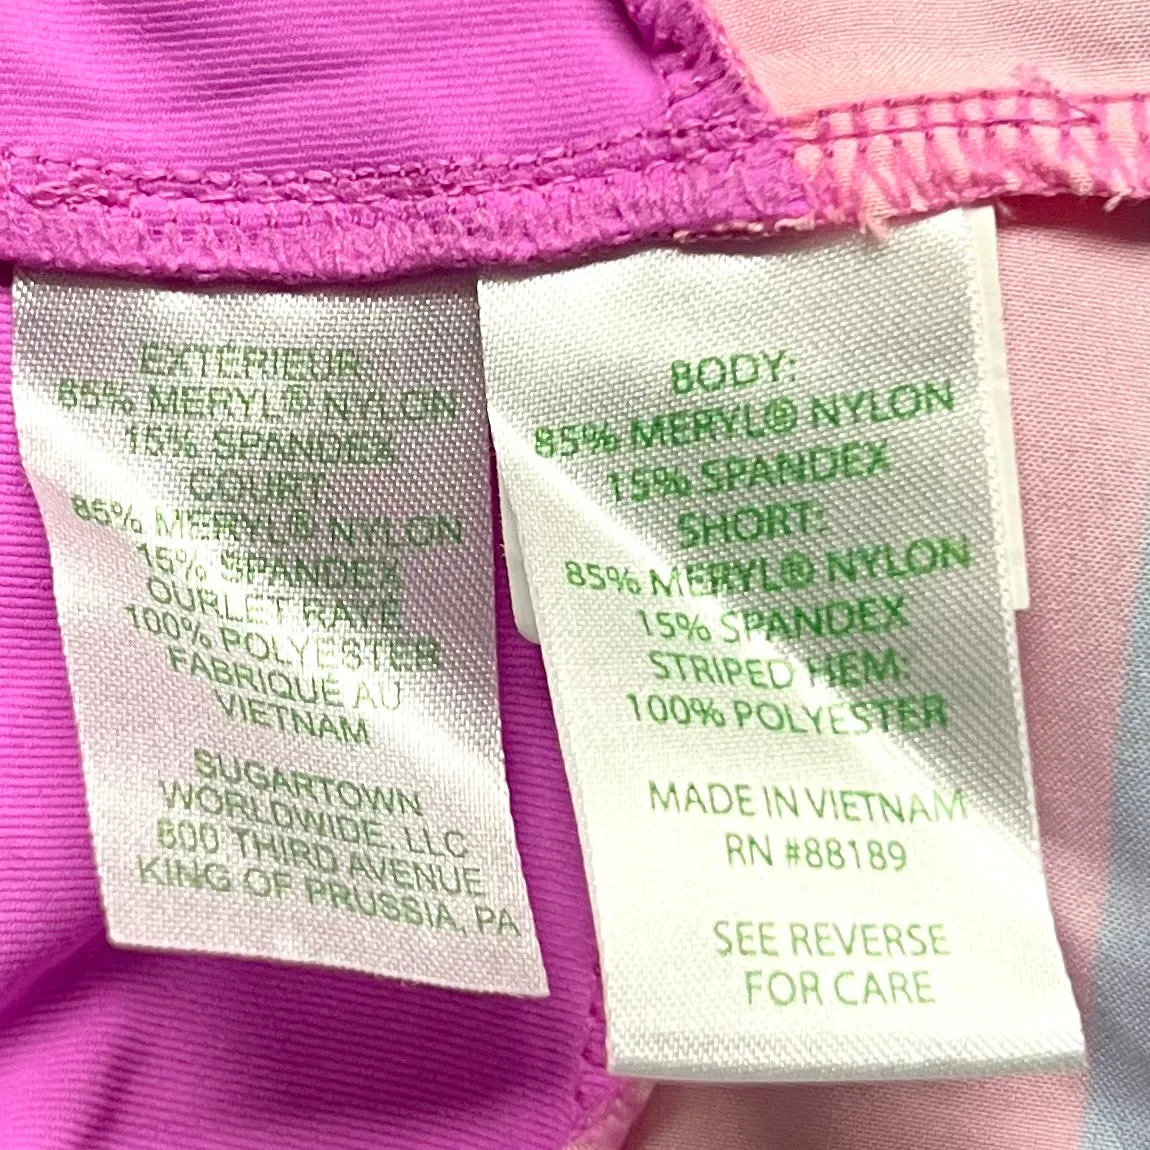 EXTÉRIEUR:
85% MERYL® NYLON
15% SPANDEX
COURT:
85% MERYL® NYLON
15% SPANDEX
OURLET RAYÉ
100% POLYESTER
FABRIQUÉ AU
VIETNAM
SUGARTOWN
WORLDWIDE, LLC
800 THIRD AVENUE
KING OF PRUSSIA, PA
BODY:
85% MERYL® NYLON
15% SPANDEX
SHORT:
85% MERYL® NYLON
15% SPANDEX
STRIPED HEM:
100% POLYESTER
MADE IN VIETNAM
RN #88189
SEE REVERSE
FOR CARE